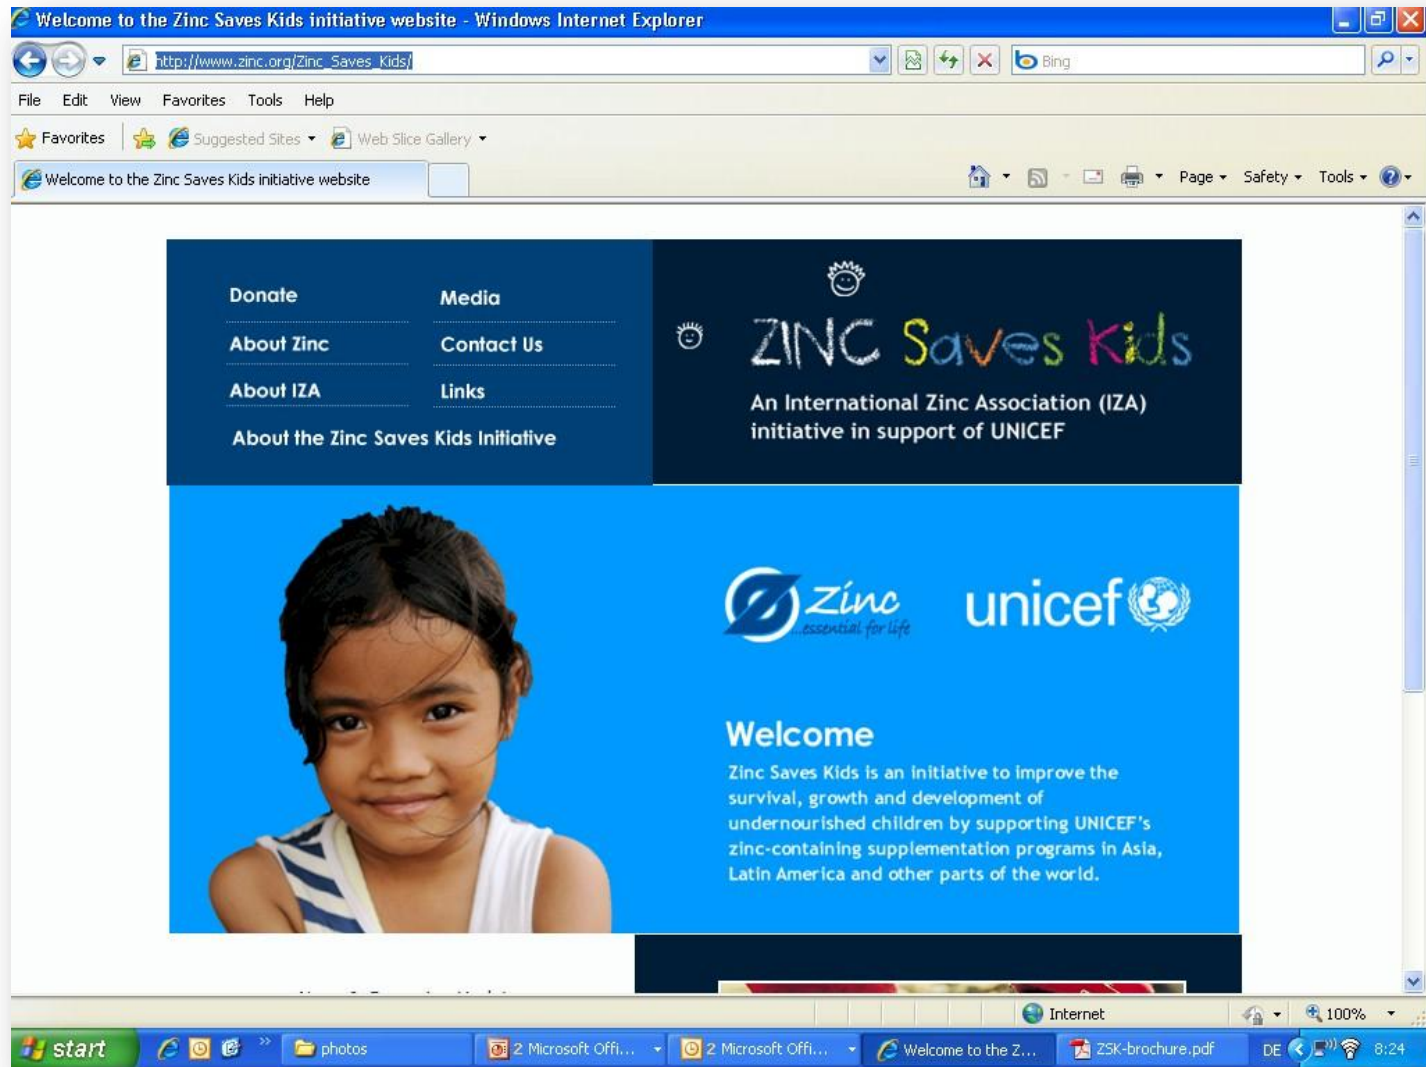 Welcome to the Zinc Saves Kids initiative website - Windows Internet Explorer
http://www.zinc.org/Zinc_Saves_Kids/
Bing
File Edit View Favorites Tools Help
Favorites Suggested Sites Web Slice Gallery
Welcome to the Zinc Saves Kids initiative website
Page Safety Tools
Donate
Media
About Zinc
Contact Us
About IZA
Links
About the Zinc Saves Kids Initiative
ZINC Saves Kids
An International Zinc Association (IZA)
initiative in support of UNICEF
Zinc
...essential for life
unicef
Welcome
Zinc Saves Kids is an initiative to improve the
survival, growth and development of
undernourished children by supporting UNICEF's
zinc-containing supplementation programs in Asia,
Latin America and other parts of the world.
Internet
100%
start
photos
2 Microsoft Offi...
2 Microsoft Offi...
Welcome to the Z...
ZSK-brochure.pdf
DE
8:24